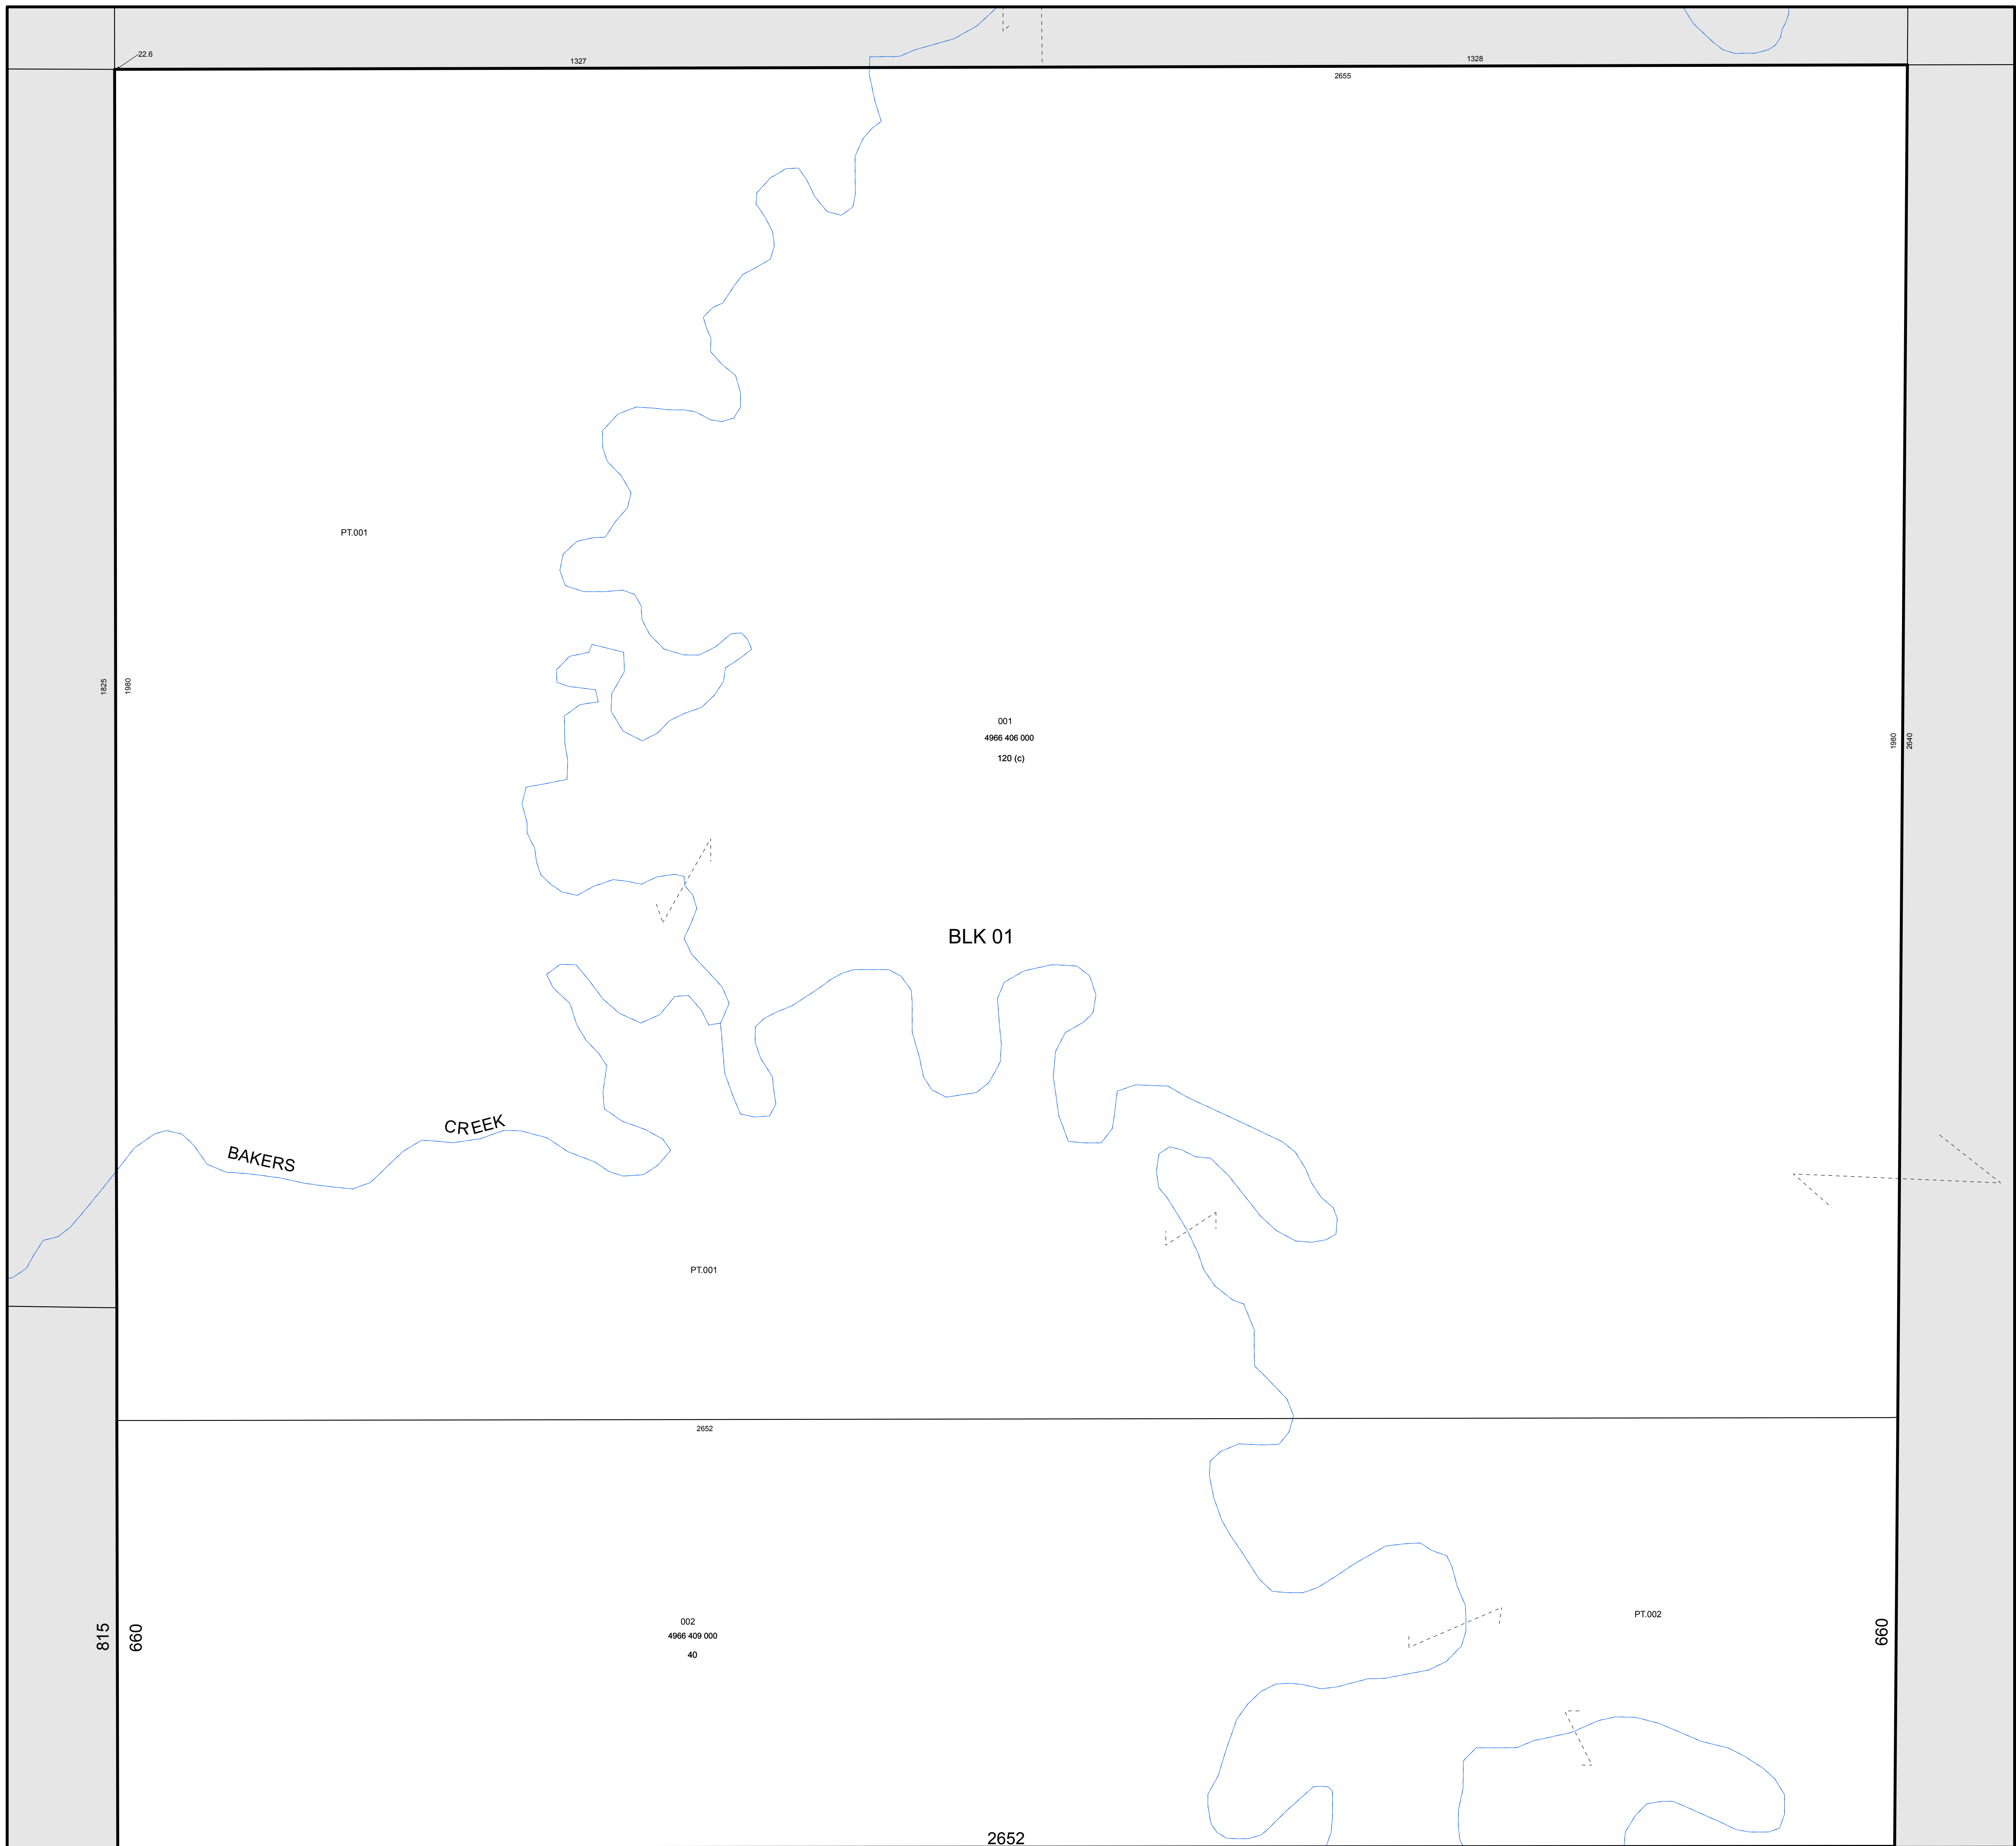 22.6
1327
1328
2655
PT.001
1825
1980
001
4966 406 000
120 (c)
1980
2640
BLK 01
BAKERS CREEK
PT.001
2652
002
4966 409 000
40
PT.002
815
660
660
2652